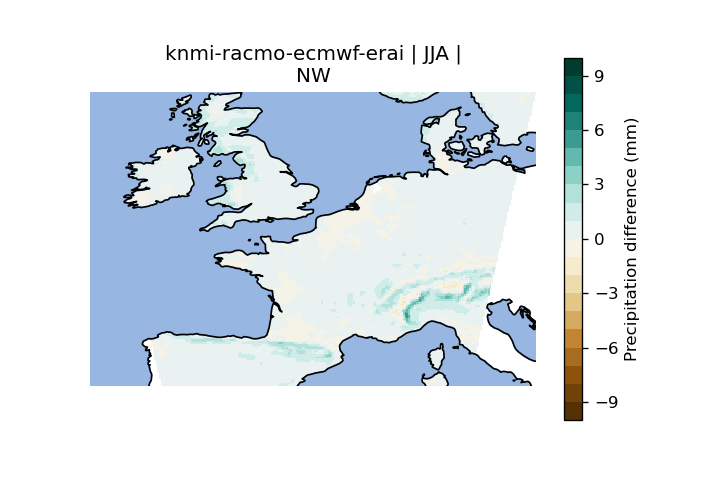 knmi-racmo-ecmwf-erai | JJA |
NW
9
6
3
0
−3
−6
−9
Precipitation difference (mm)